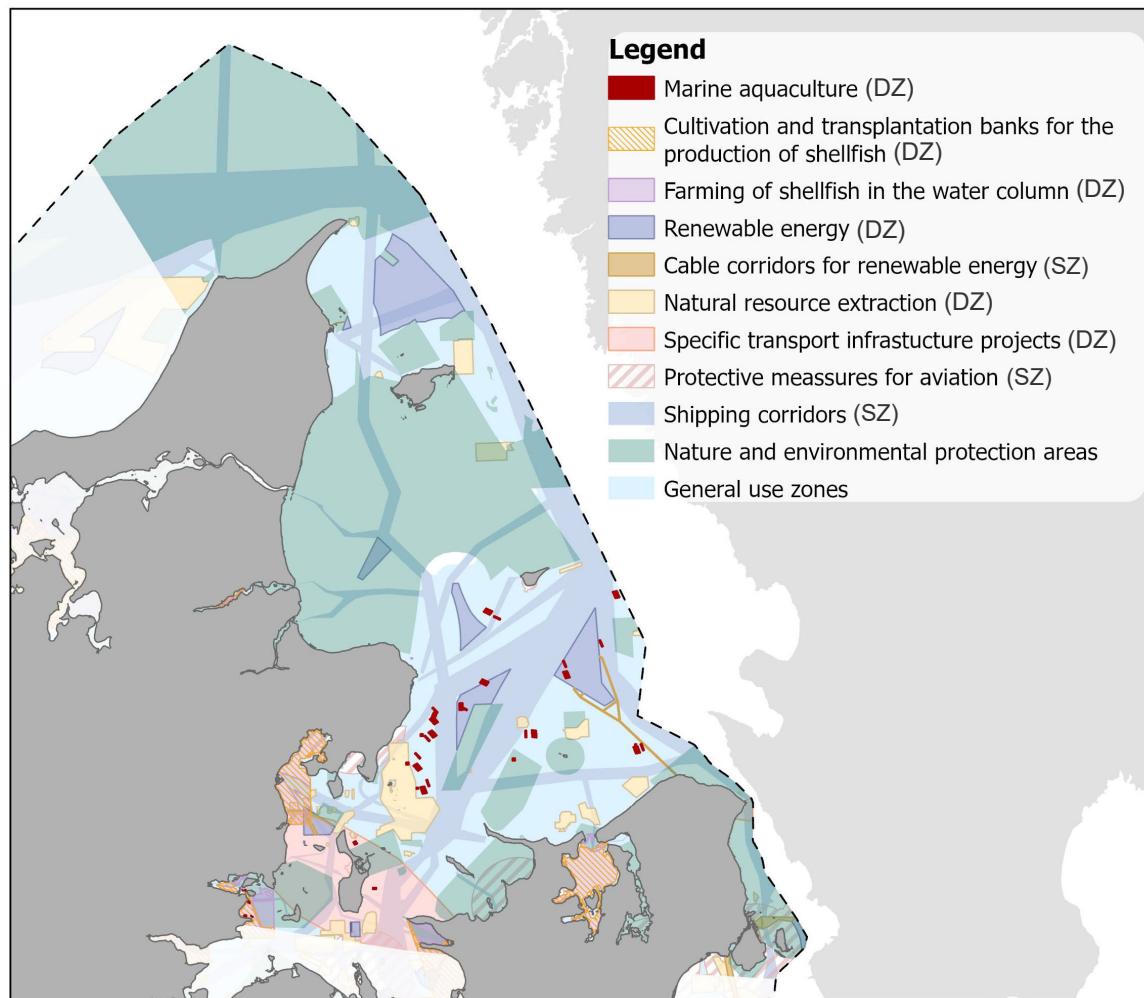 Legend
Marine aquaculture (DZ)
Cultivation and transplantation banks for the
production of shellfish (DZ)
Farming of shellfish in the water column (DZ)
Renewable energy (DZ)
Cable corridors for renewable energy (SZ)
Natural resource extraction (DZ)
Specific transport infrastucture projects (DZ)
Protective meassures for aviation (SZ)
Shipping corridors (SZ)
Nature and environmental protection areas
General use zones